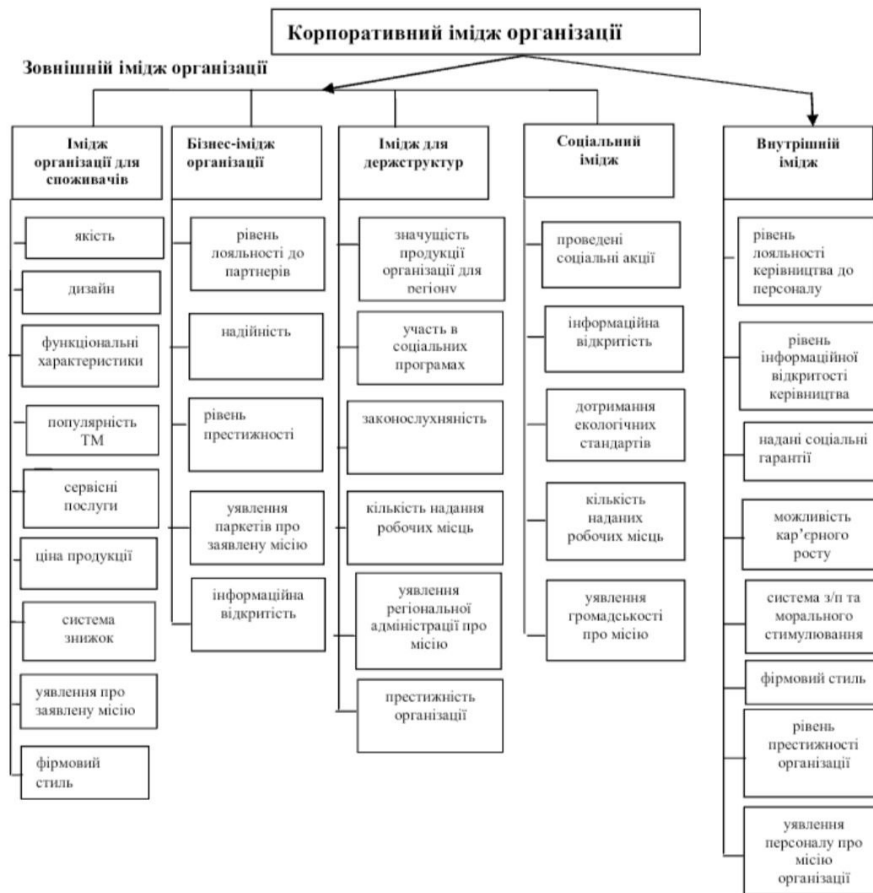 Корпоративний імідж організації
Зовнішній імідж організації
Імідж
організації для
споживачів
якість
дизайн
функціональні
характеристики
популярність
ТМ
сервісні
послуги
ціна продукції
система
знижок
уявлення про
заявлену місію
фірмовий
стиль
Бізнес-імідж
організації
рівень
лояльності до
партнерів
надійність
рівень
престижності
уявлення
паркетів про
заявлену місію
інформаційна
відкритість
Імідж для
держструктур
значущість
продукції
організації для
регіону
участь в
соціальних
програмах
законослухняність
кількість надання
робочих місць
уявлення
регіональної
адміністрації про
місію
престижність
організації
Соціальний
імідж
проведені
соціальні акції
інформаційна
відкритість
дотримання
екологічних
стандартів
кількість
наданих
робочих місць
уявлення
громадськості
про місію
Внутрішній
імідж
рівень
лояльності
керівництва до
персоналу
рівень
інформаційної
відкритості
керівництва
надані соціальні
гарантії
можливість
кар’єрного
росту
система з/п та
морального
стимулювання
фірмовий стиль
рівень
престижності
організації
уявлення
персоналу про
місію
організації